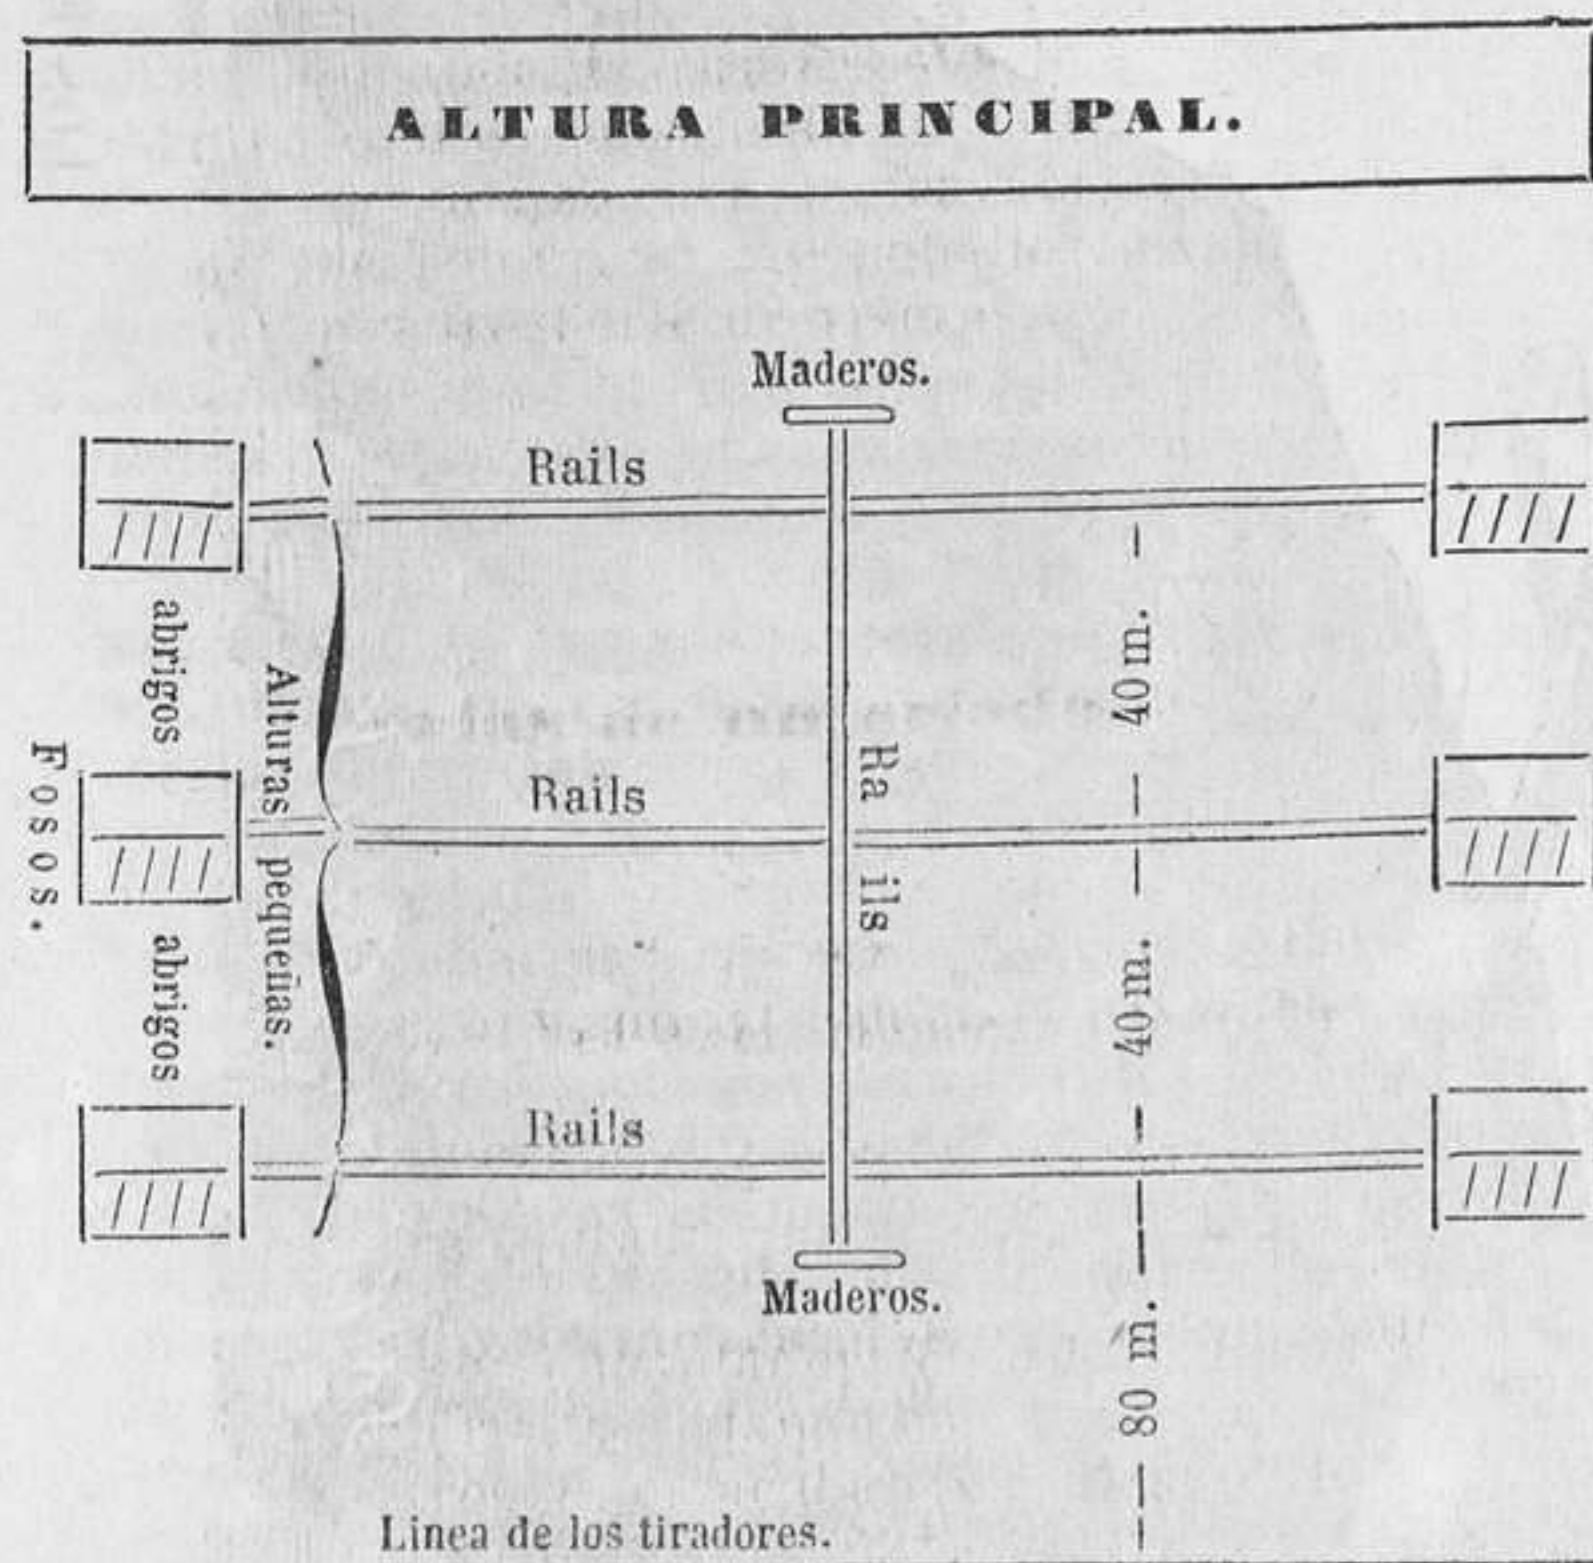 ALTURA PRINCIPAL.
Maderos.
Rails
40 m.
abrigos
Alturas pequeñas.
Fosos.
Rails
Ra ils
40 m.
abrigos
Rails
Maderos.
80 m.
Linea de los tiradores.